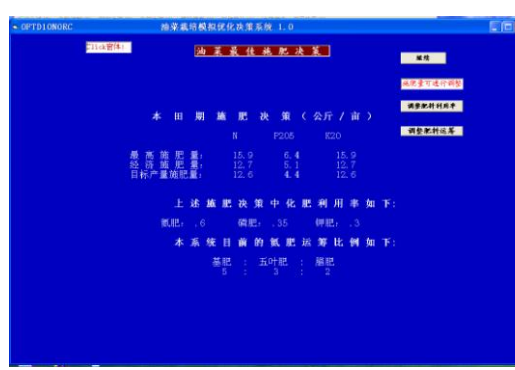 OPTDIONORC 油菜栽培模拟优化决策系统 1.0
Click窗体!
油菜最佳施肥决策
继续
施肥量可进行调整
调整肥料利用率
调整肥料运筹
本田期施肥决策(公斤/亩)
N P205 K20
最高施肥量: 15.9 6.4 15.9
经济施肥量: 12.7 5.1 12.7
目标产量施肥量: 12.6 4.4 12.6
上述施肥决策中化肥利用率如下:
氮肥: .6 磷肥: .35 钾肥: .3
本系统目前的氮肥运筹比例如下:
基肥 : 五叶肥 : 腊肥
5 : 3 : 2